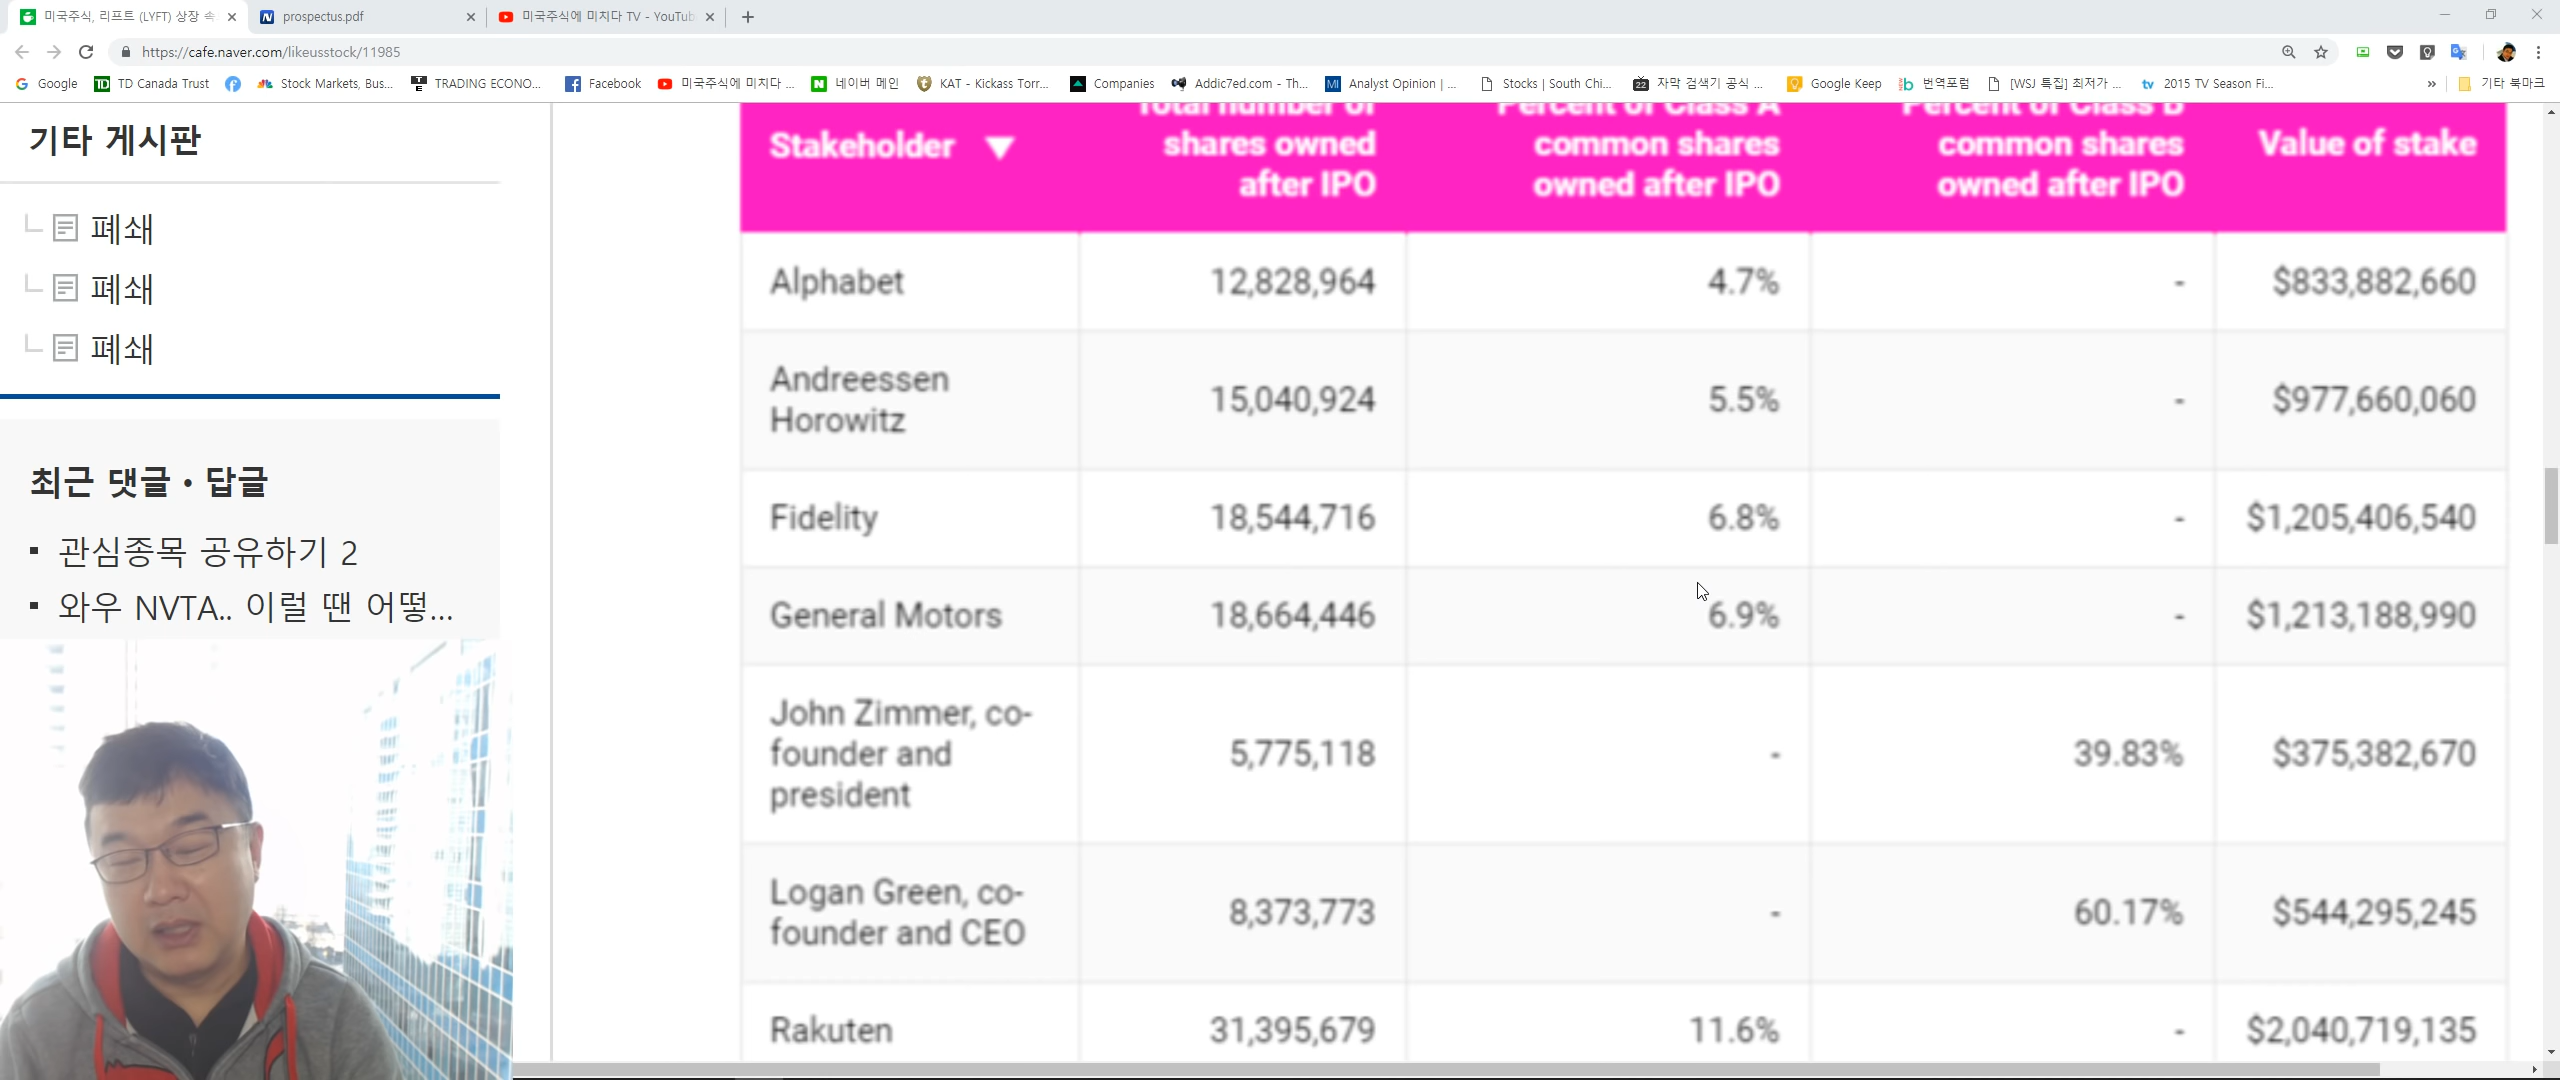 미국주식, 리프트 (LYFT) 상장 속
prospectus.pdf
미국주식에 미치다 TV - YouTub
https://cafe.naver.com/likeusstock/11985
Google
TD Canada Trust
Stock Markets, Bus...
TRADING ECONO...
Facebook
미국주식에 미치다 ...
네이버 메인
KAT - Kickass Torr...
Companies
Addic7ed.com - Th...
Analyst Opinion | ...
Stocks | South Chi...
자막 검색기 공식 ...
Google Keep
번역포럼
[WSJ 특집] 최저가 ...
2015 TV Season Fi...
»
기타 북마크
기타 게시판
폐쇄
폐쇄
폐쇄
최근 댓글 • 답글
관심종목 공유하기 2
와우 NVTA.. 이럴 땐 어떻...
Stakeholder ▼
Total number of
shares owned
after IPO
Percent of Class A
common shares
owned after IPO
Percent of Class B
common shares
owned after IPO
Value of stake
Alphabet 12,828,964 4.7% - $833,882,660
Andreessen
Horowitz 15,040,924 5.5% - $977,660,060
Fidelity 18,544,716 6.8% - $1,205,406,540
General Motors 18,664,446 6.9% - $1,213,188,990
John Zimmer, co-
founder and
president 5,775,118 - 39.83% $375,382,670
Logan Green, co-
founder and CEO 8,373,773 - 60.17% $544,295,245
Rakuten 31,395,679 11.6% - $2,040,719,135